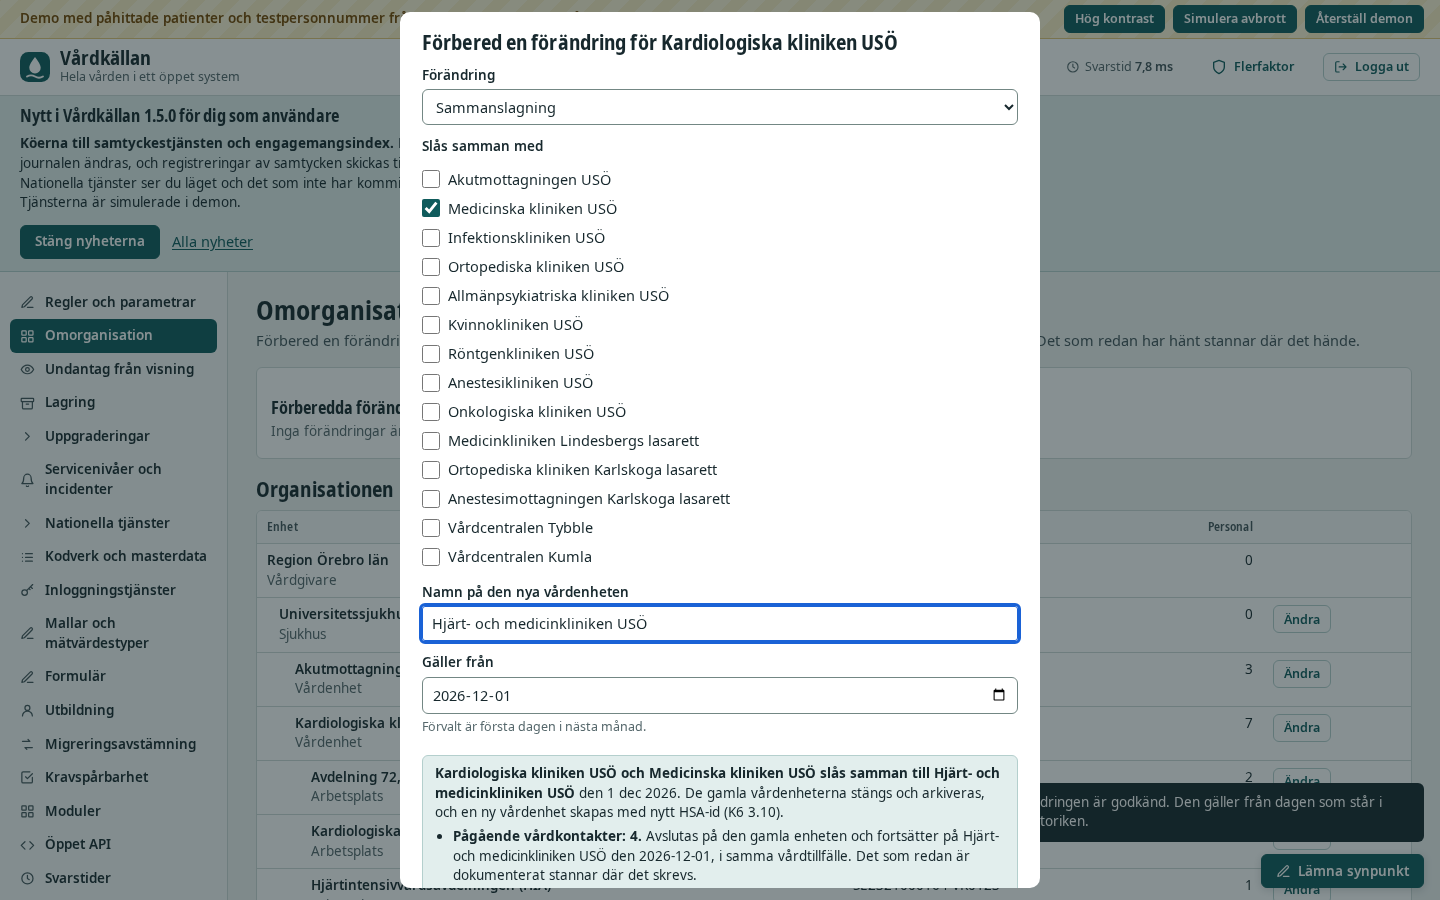 Demo med påhittade patienter och testpersonnummer
Hög kontrast
Simulera avbrott
Återställ demon
Vårdkällan
Hela vården i ett öppet system
Svarstid 7,8 ms
Flerfaktor
Logga ut
Nytt i Vårdkällan 1.5.0 för dig som användare
Köerna till samtyckestjänsten och engagemangsindex.
journalen ändras, och registreringar av samtycken skickas
Nationella tjänster ser du läget och det som inte har
Tjänsterna är simulerade i demon.
Stäng nyheterna
Alla nyheter
Regler och parametrar
Omorganisation
Undantag från visning
Lagring
Uppgraderingar
Servicenivåer och
incidenter
Nationella tjänster
Kodverk och masterdata
Inloggningstjänster
Mallar och
mätvärdestyper
Formulär
Utbildning
Migreringsavstämning
Kravspårbarhet
Moduler
Öppet API
Svarstider
Förbered en
Det som redan har hänt stannar där det hände.
Förberedda
Inga förändringar
Organisationen
Enhet
Personal
Region Örebro län
Vårdgivare
0
Sjukhus
0
Ändra
Vårdenhet
3
Ändra
Kardiologiska
Vårdenhet
7
Ändra
Avdelning 72,
Arbetsplats
2
Ändra
Arbetsplats
Arbetsplats
1
Ändra
är godkänd. Den gäller från dagen som står i
Lämna synpunkt
Förbered en förändring för Kardiologiska kliniken USÖ
Förändring
Sammanslagning
Slås samman med
Akutmottagningen USÖ
Medicinska kliniken USÖ
Infektionskliniken USÖ
Ortopediska kliniken USÖ
Allmänpsykiatriska kliniken USÖ
Kvinnokliniken USÖ
Röntgenkliniken USÖ
Anestesikliniken USÖ
Onkologiska kliniken USÖ
Medicinkliniken Lindesbergs lasarett
Ortopediska kliniken Karlskoga lasarett
Anestesimottagningen Karlskoga lasarett
Vårdcentralen Tybble
Vårdcentralen Kumla
Namn på den nya vårdenheten
Hjärt- och medicinkliniken USÖ
Gäller från
2026-12-01
Förvalt är första dagen i nästa månad.
Kardiologiska kliniken USÖ och Medicinska kliniken USÖ slås samman till Hjärt- och
medicinkliniken USÖ den 1 dec 2026. De gamla vårdenheterna stängs och arkiveras,
och en ny vårdenhet skapas med nytt HSA-id (K6 3.10).
Pågående vårdkontakter: 4. Avslutas på den gamla enheten och fortsätter på Hjärt-
och medicinkliniken USÖ den 2026-12-01, i samma vårdtillfälle. Det som redan är
dokumenterat stannar där det skrevs.